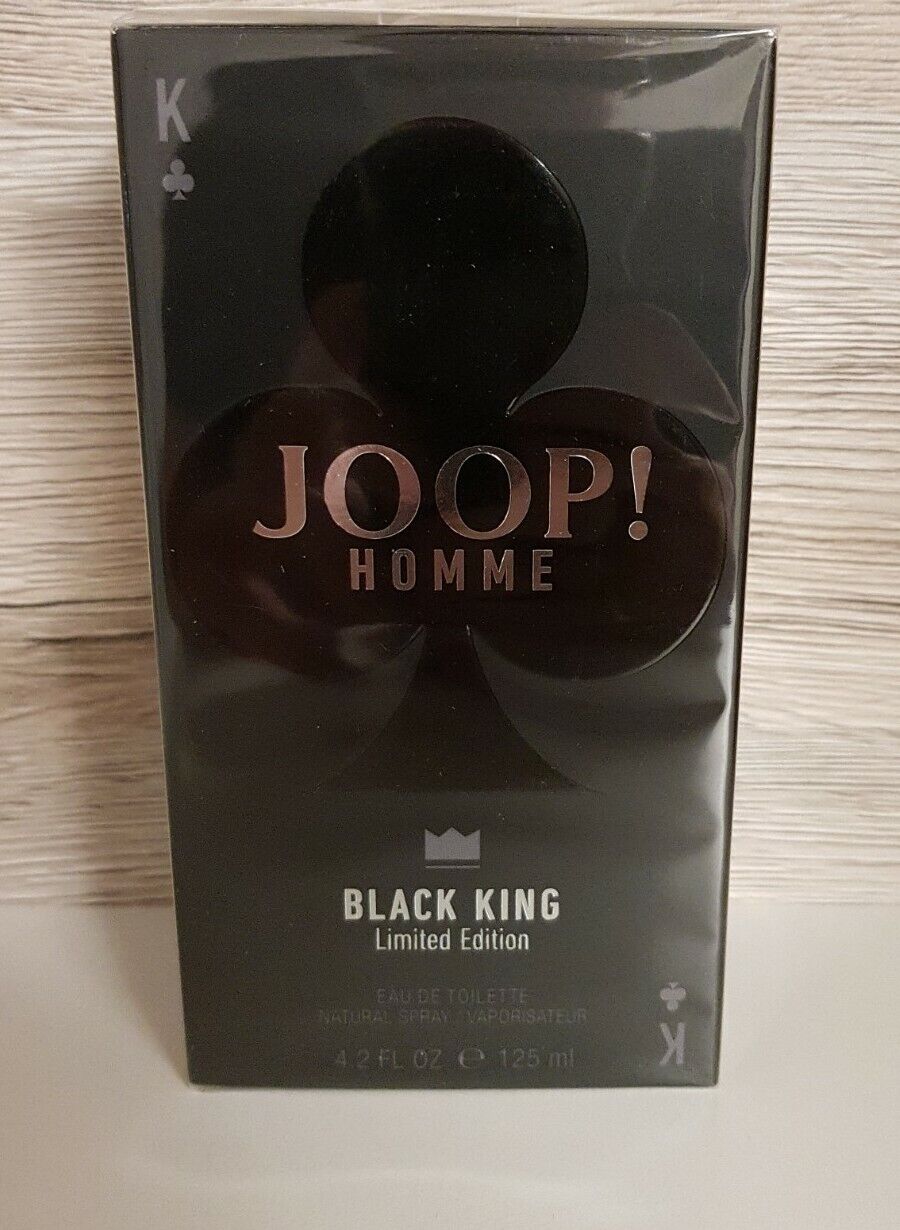 K
JOOP!
HOMME
BLACK KING
Limited Edition
EAU DE TOILETTE
NATURAL SPRAY / VAPORISATEUR
4.2 FL OZ ℮ 125 ml
K